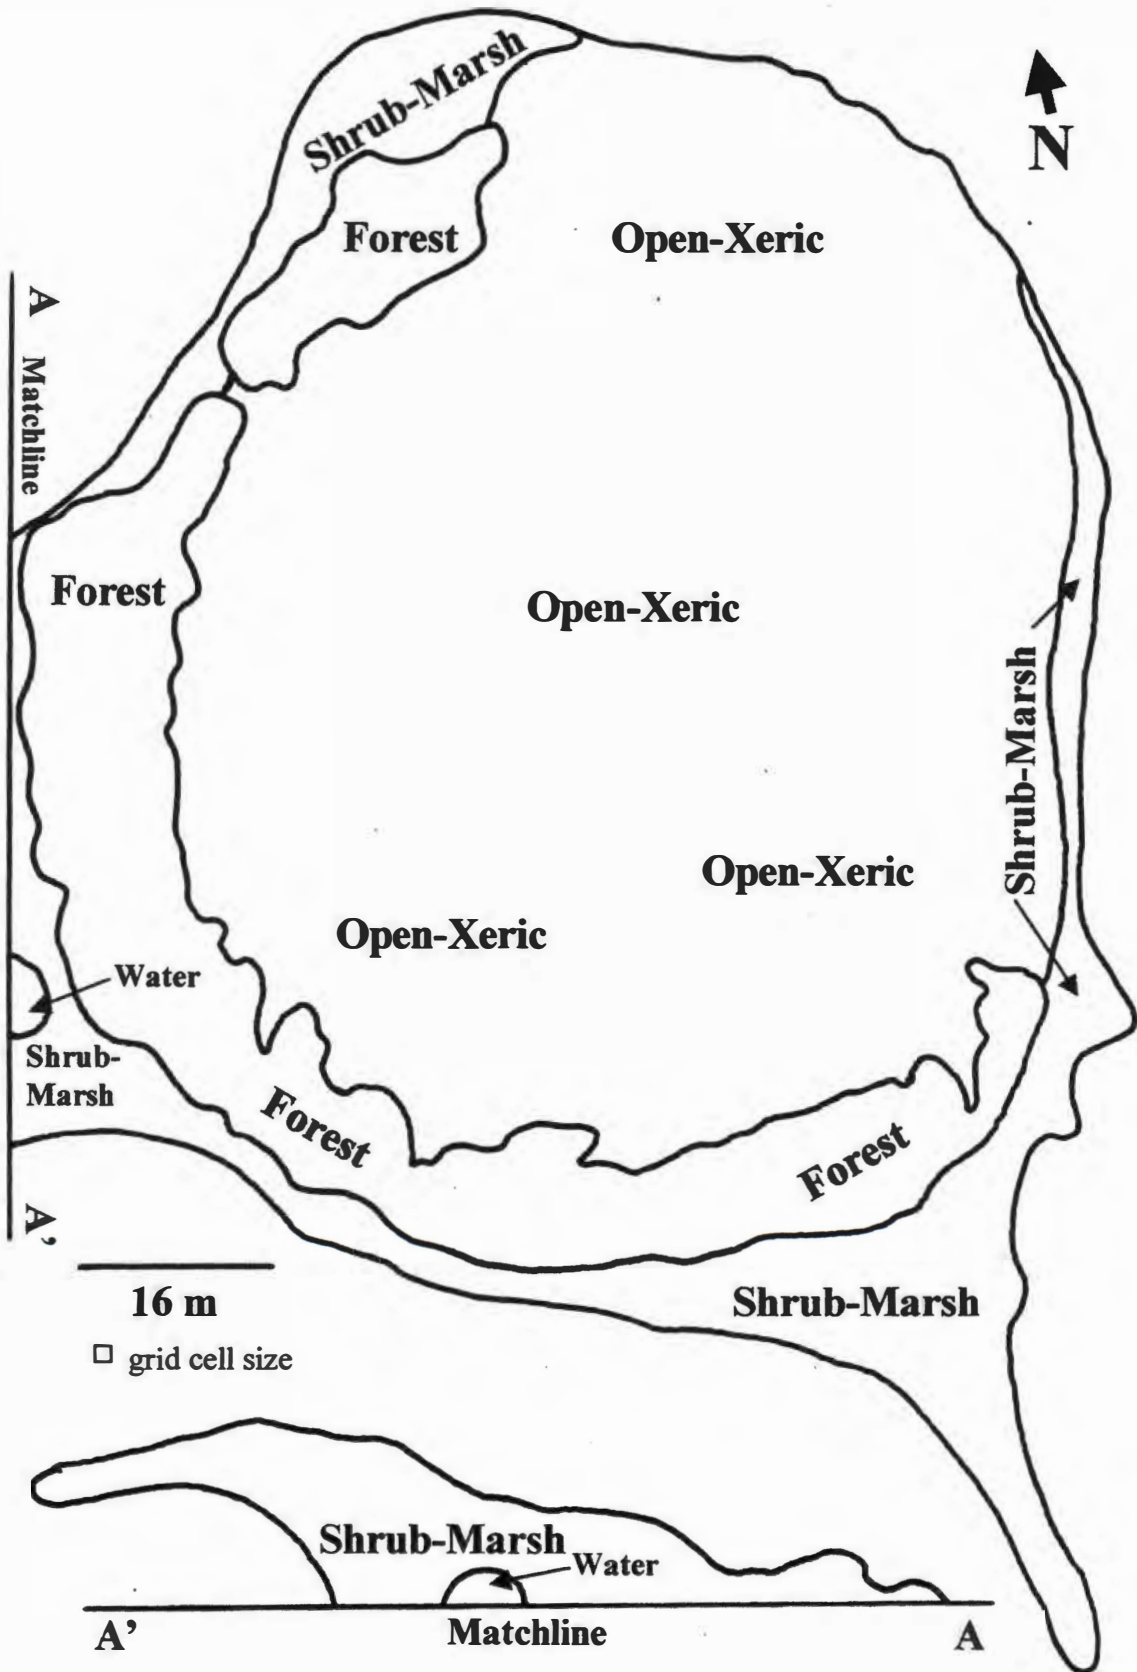 Shrub-Marsh
N
Forest
Open-Xeric
A
Matchline
Forest
Open-Xeric
Shrub-Marsh
Open-Xeric
Open-Xeric
Water
Shrub-
Marsh
Forest
Forest
A'
16 m
Shrub-Marsh
grid cell size
Shrub-Marsh
Water
A'
Matchline
A